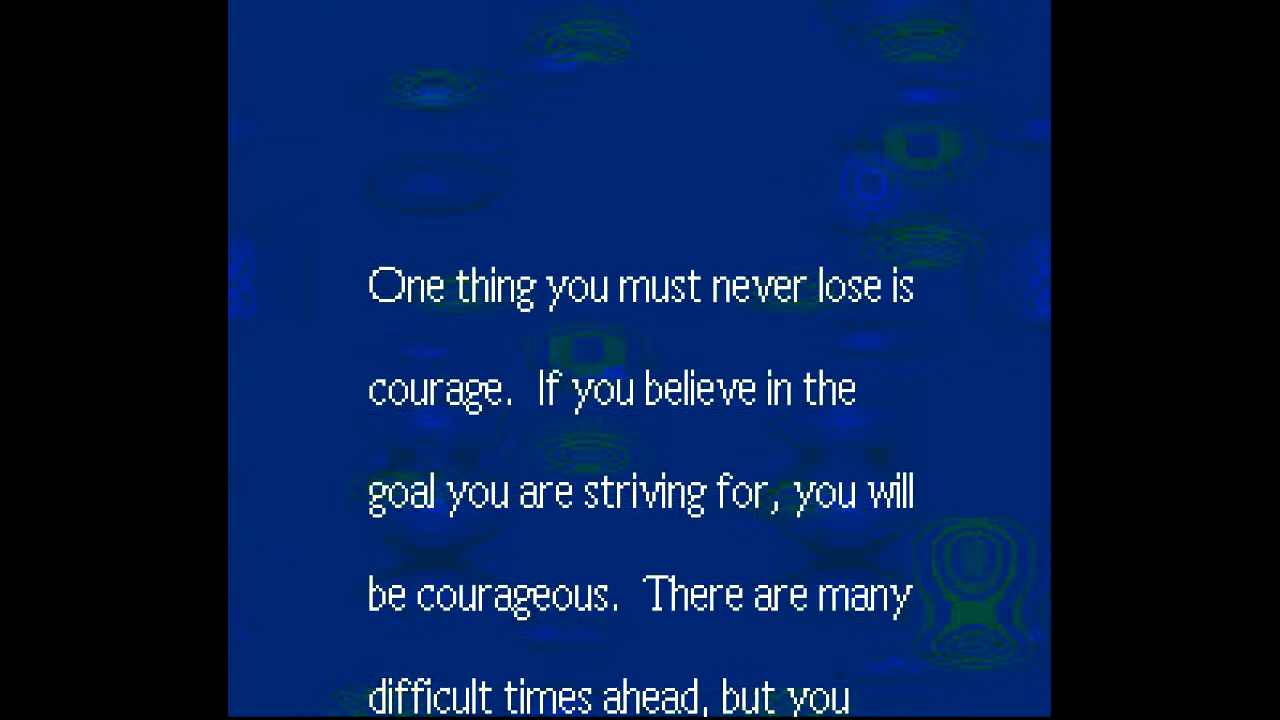 One thing you must never lose is
courage.  If you believe in the
goal you are striving for, you will
be courageous.  There are many
difficult times ahead, but you